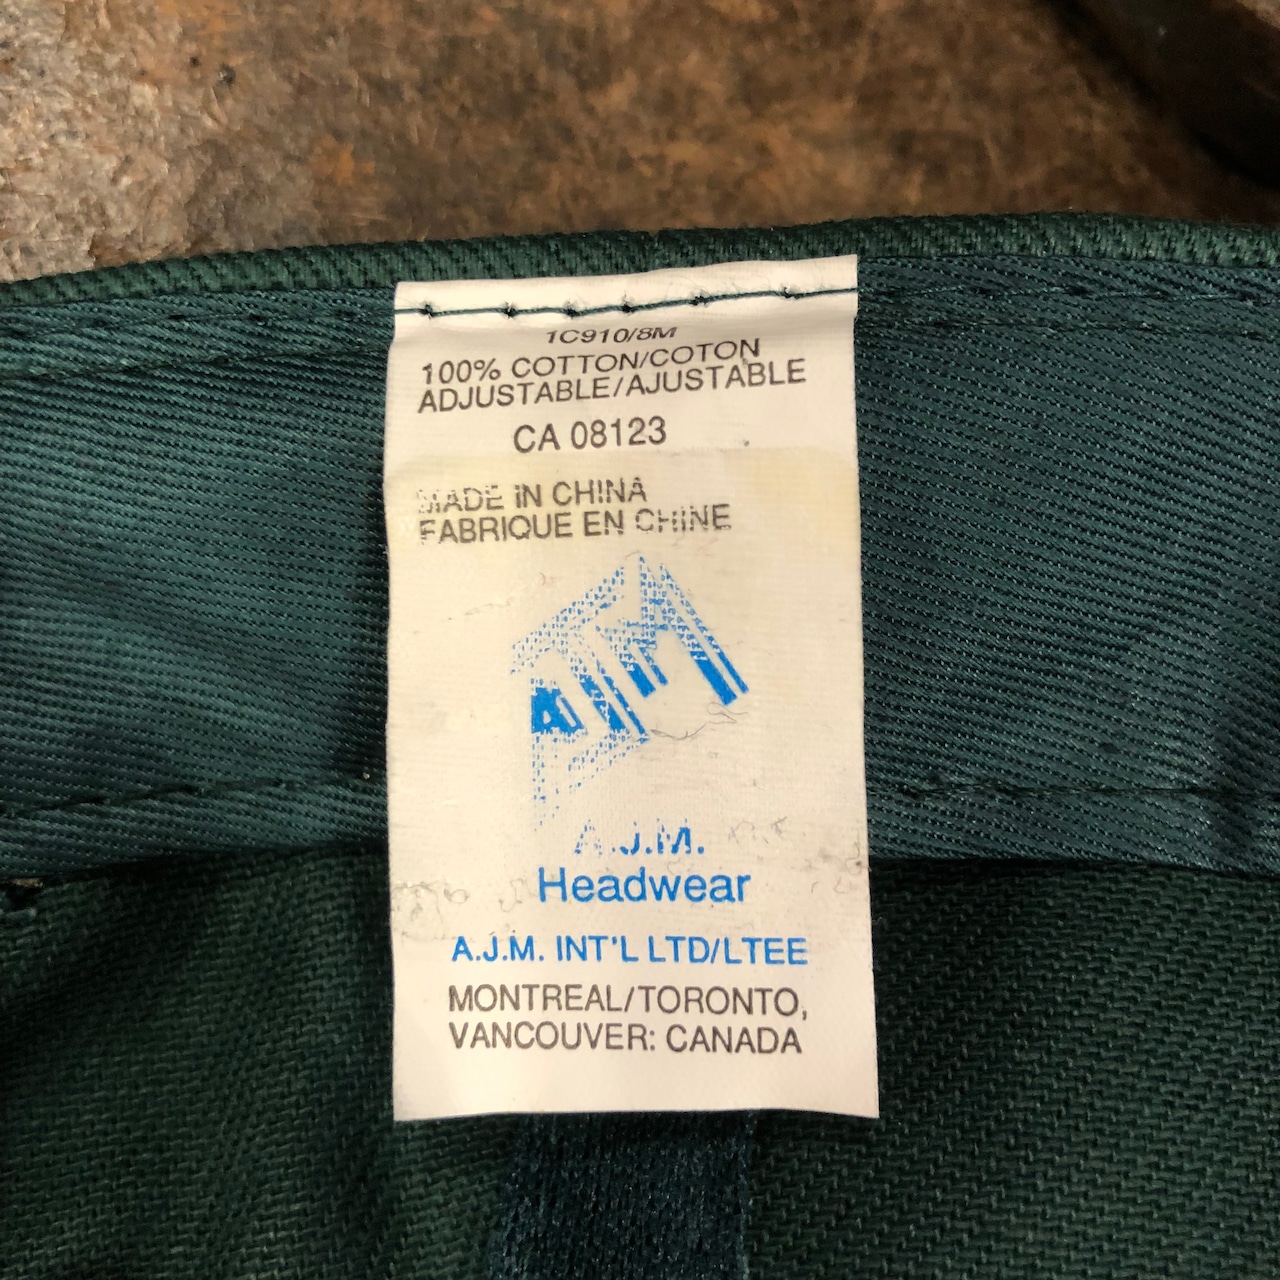 1C910/8M
100% COTTON/COTON
ADJUSTABLE/AJUSTABLE
CA 08123
MADE IN CHINA
FABRIQUE EN CHINE
AJM
A.J.M.
Headwear
A.J.M. INT'L LTD/LTEE
MONTREAL/TORONTO,
VANCOUVER: CANADA